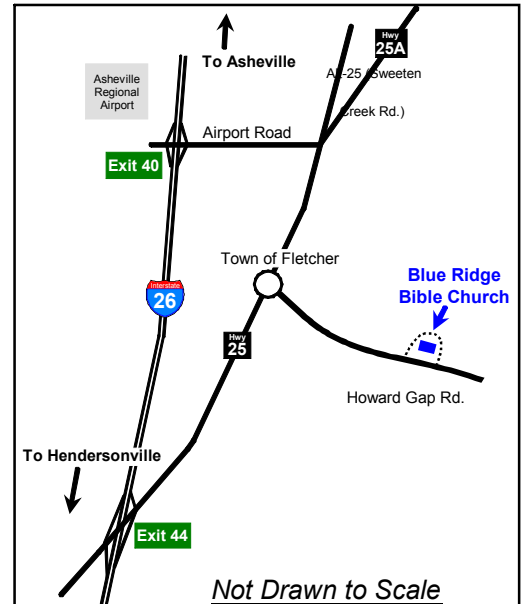 Hwy
25A
To Asheville
Alt-25 (Sweeten
Creek Rd.)
Asheville
Regional
Airport
Airport Road
Exit 40
Town of Fletcher
Blue Ridge
Bible Church
Interstate
26
Hwy
25
Howard Gap Rd.
To Hendersonville
Exit 44
Not Drawn to Scale